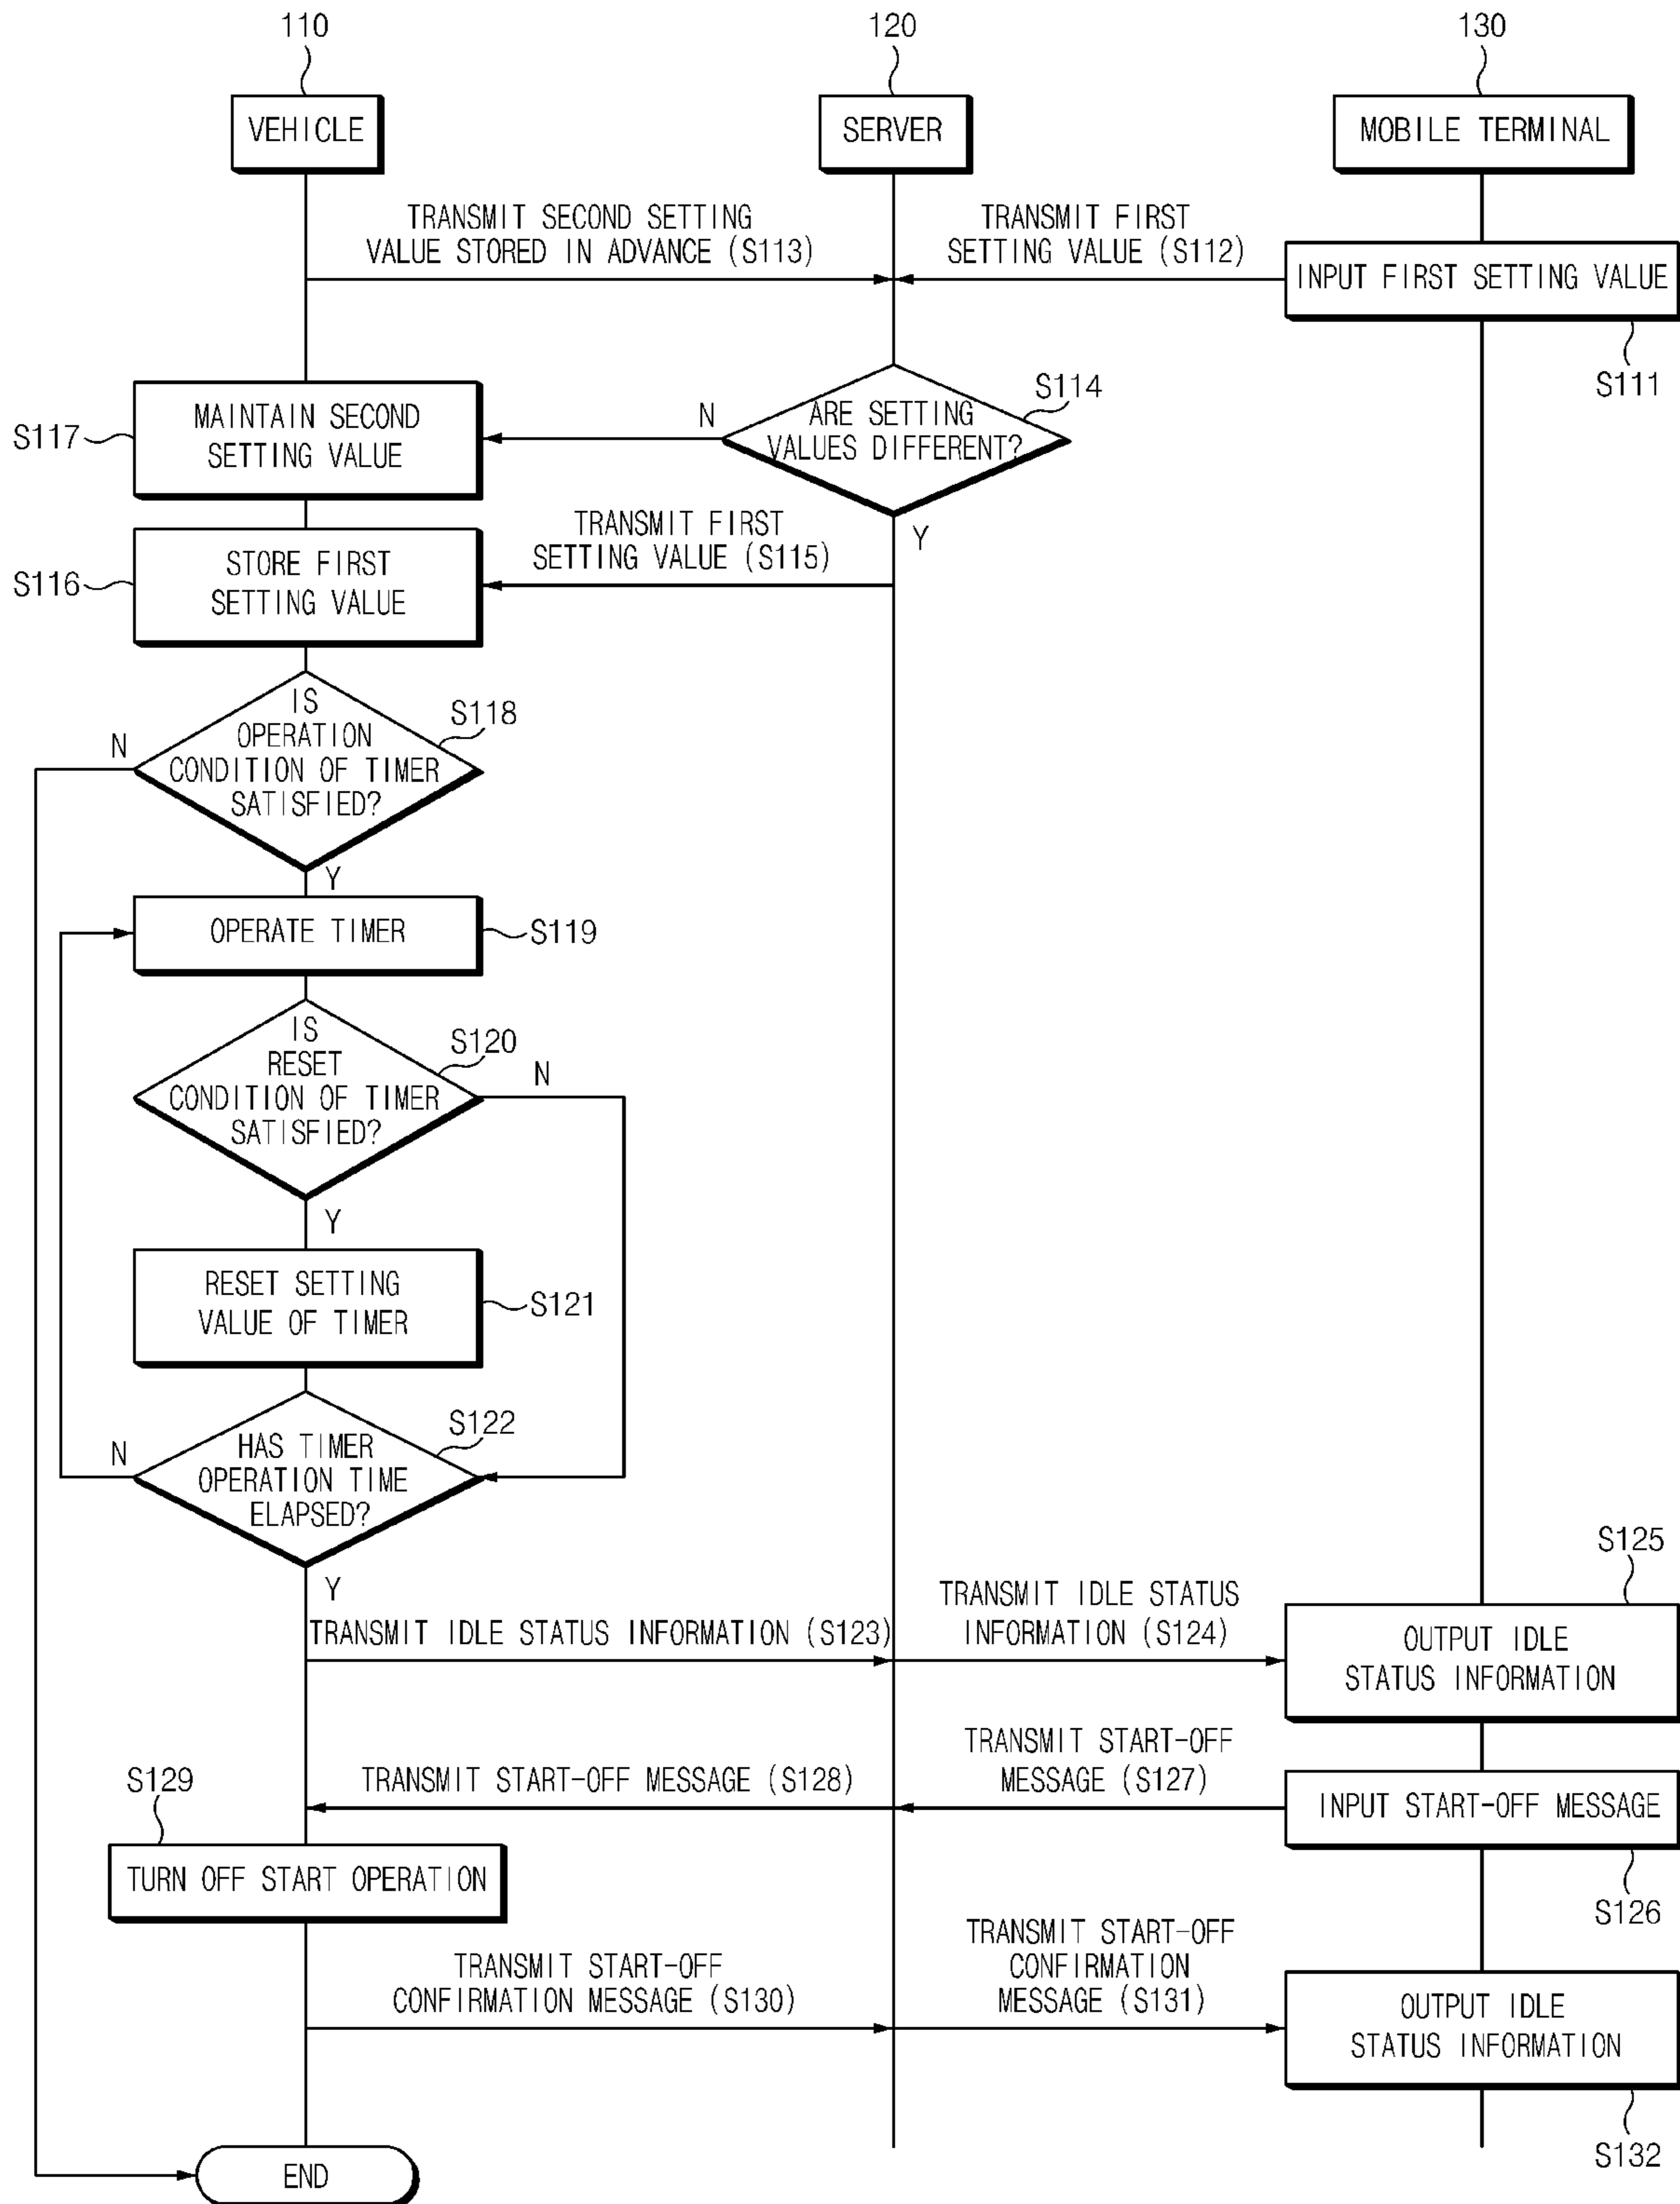 110
120
130
VEHICLE
SERVER
MOBILE TERMINAL
TRANSMIT SECOND SETTING
VALUE STORED IN ADVANCE (S113)
TRANSMIT FIRST
SETTING VALUE (S112)
INPUT FIRST SETTING VALUE
S111
S114
ARE SETTING
VALUES DIFFERENT?
N
Y
MAINTAIN SECOND
SETTING VALUE
S117
TRANSMIT FIRST
SETTING VALUE (S115)
STORE FIRST
SETTING VALUE
S116
IS
OPERATION
CONDITION OF TIMER
SATISFIED?
S118
N
Y
OPERATE TIMER
S119
IS
RESET
CONDITION OF TIMER
SATISFIED?
S120
N
Y
RESET SETTING
VALUE OF TIMER
S121
HAS TIMER
OPERATION TIME
ELAPSED?
S122
N
Y
TRANSMIT IDLE STATUS INFORMATION (S123)
TRANSMIT IDLE STATUS
INFORMATION (S124)
S125
OUTPUT IDLE
STATUS INFORMATION
TRANSMIT START-OFF MESSAGE (S128)
TRANSMIT START-OFF
MESSAGE (S127)
INPUT START-OFF MESSAGE
S126
S129
TURN OFF START OPERATION
TRANSMIT START-OFF
CONFIRMATION MESSAGE (S130)
TRANSMIT START-OFF
CONFIRMATION
MESSAGE (S131)
OUTPUT IDLE
STATUS INFORMATION
S132
END